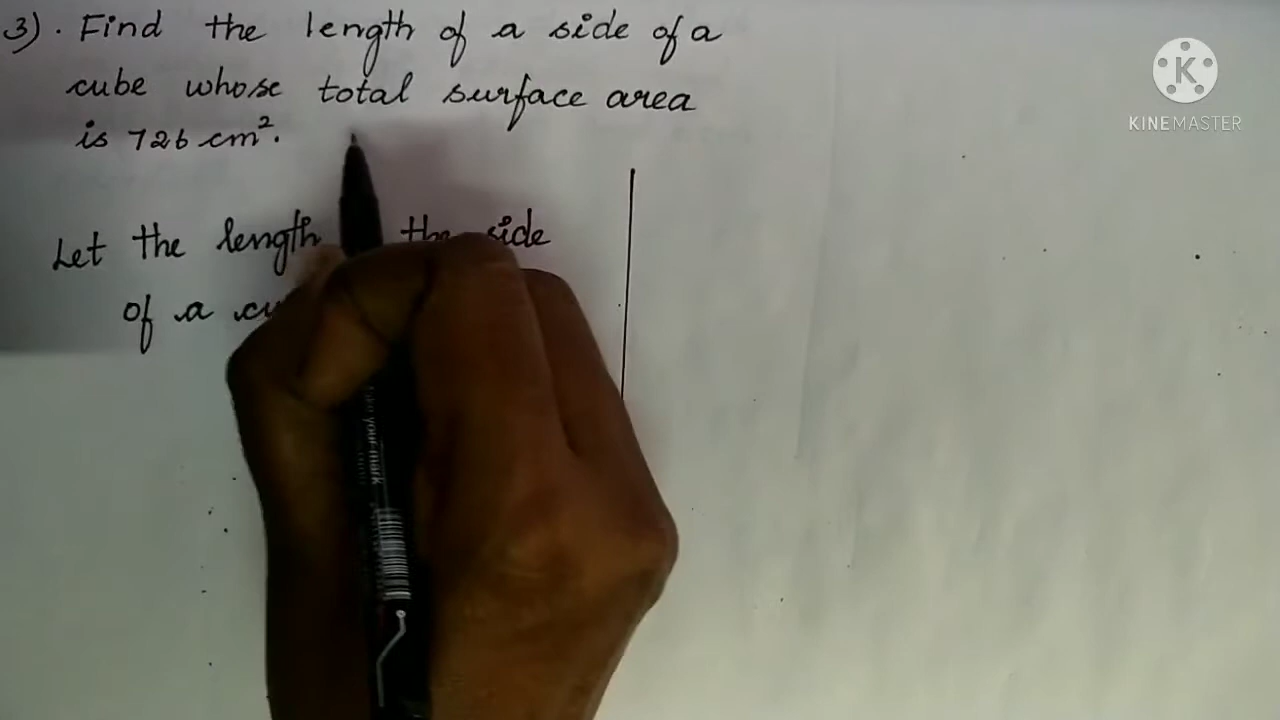 3). Find the length of a side of a
cube whose total surface area
is 726 cm².
Let the length the side
of a
K
KINEMASTER